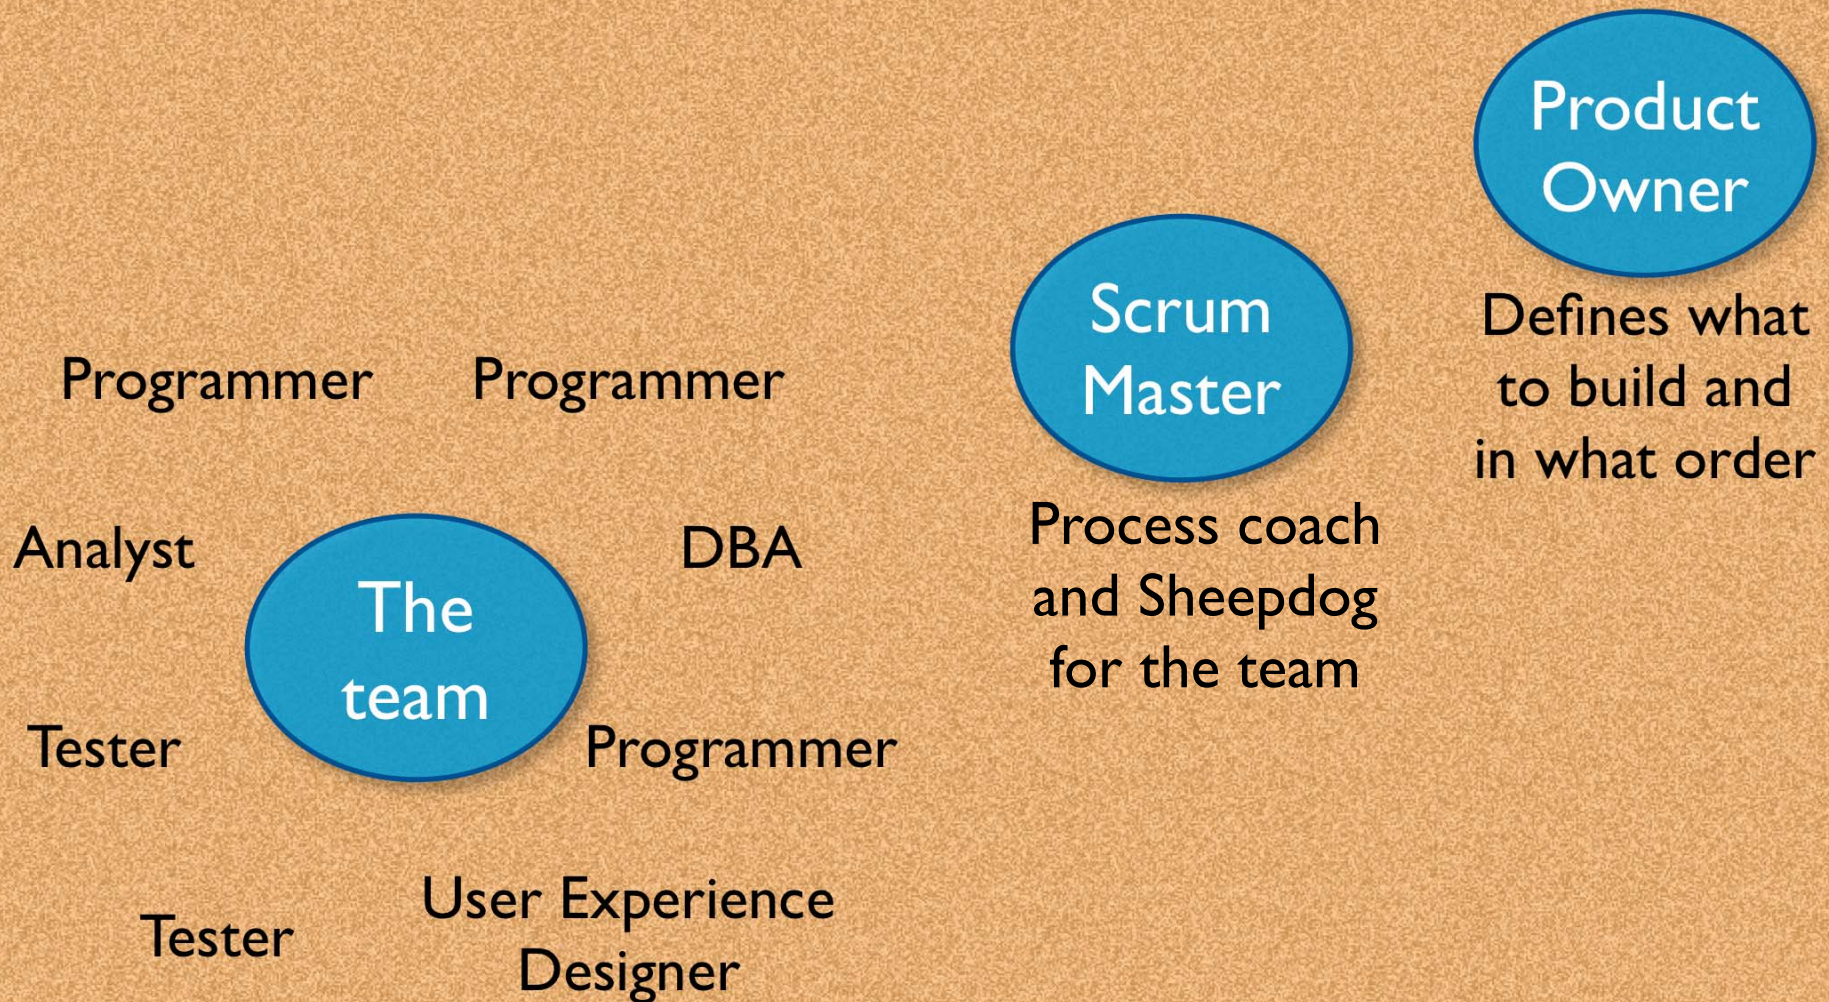 Product
Owner
Defines what
to build and
in what order
Scrum
Master
Process coach
and Sheepdog
for the team
Programmer
Programmer
Analyst
DBA
The
team
Tester
Programmer
Tester
User Experience
Designer